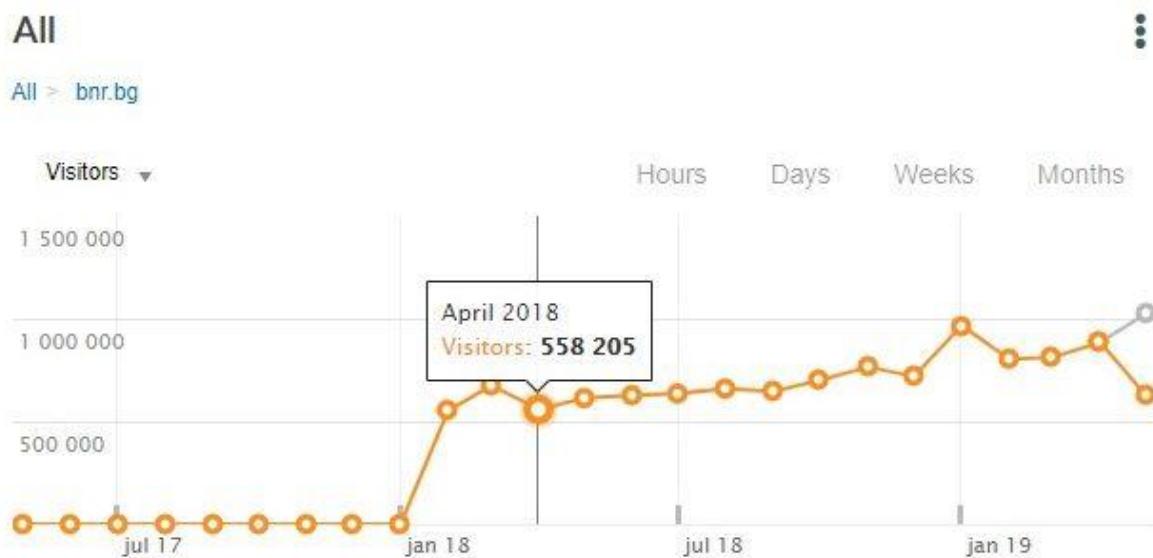 All
All > bnr.bg
Visitors
Hours Days Weeks Months
1 500 000
April 2018
Visitors: 558 205
1 000 000
500 000
jul 17 jan 18 jul 18 jan 19